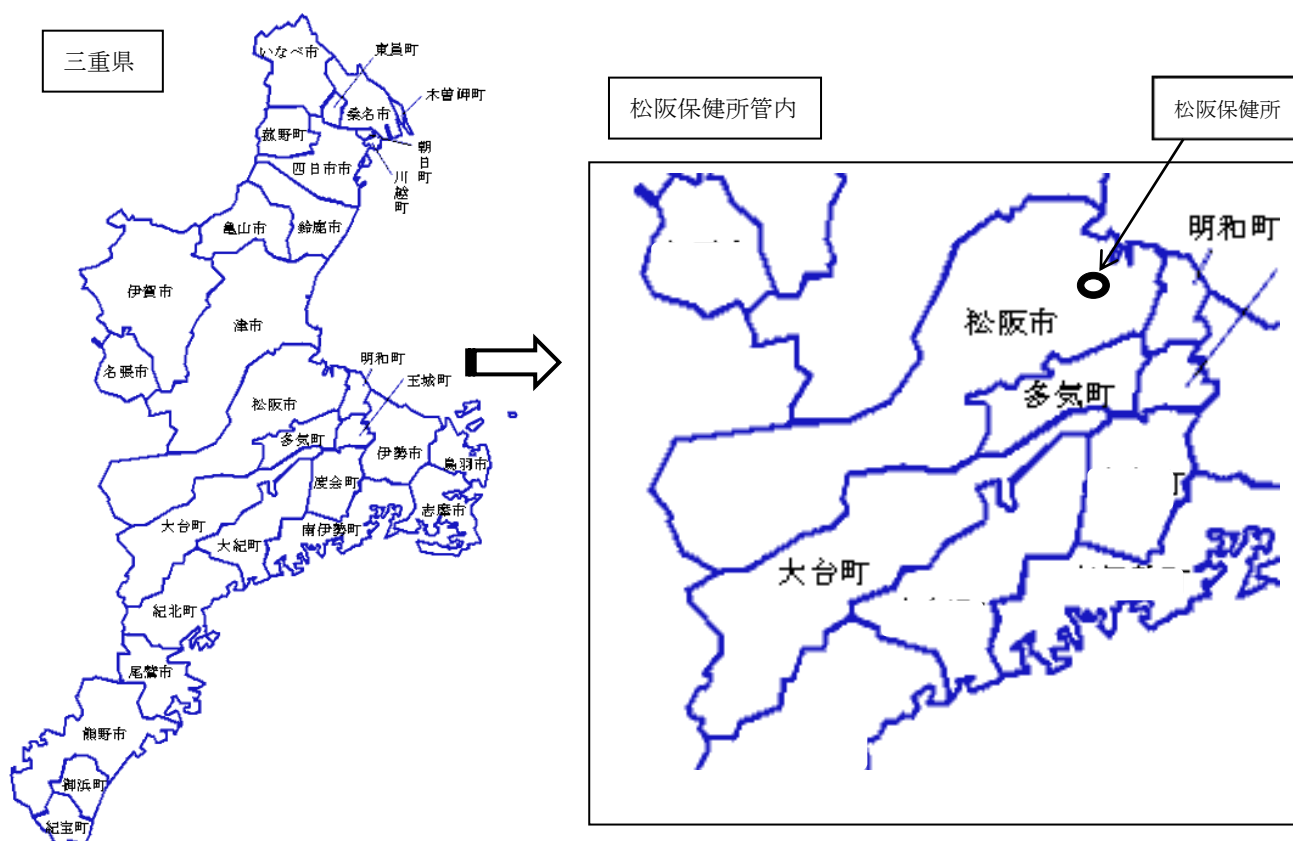 三重県
いなべ市
東員町
木曽岬町
桑名市
菰野町
朝日町
四日市市
川越町
亀山市
鈴鹿市
伊賀市
津市
名張市
明和町
玉城町
松阪市
多気町
伊勢市
鳥羽市
度会町
志摩市
大台町
南伊勢町
大紀町
紀北町
尾鷲市
熊野市
御浜町
紀宝町
松阪保健所管内
松阪保健所
明和町
松阪市
多気町
大台町